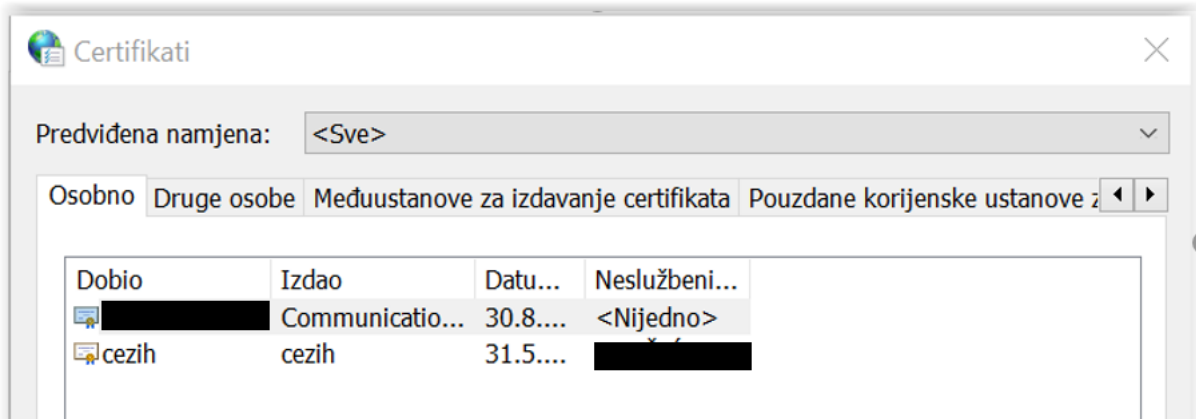 Certifikati
Predviđena namjena: <Sve>
Osobno Druge osobe Međuustanove za izdavanje certifikata Pouzdane korijenske ustanove z
Dobio Izdao Datu... Neslužbeni...
Communicatio... 30.8.... <Nijedno>
cezih cezih 31.5....